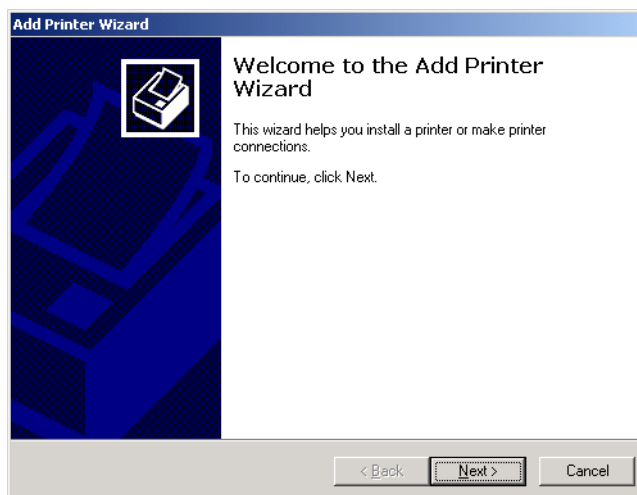 Add Printer Wizard
Welcome to the Add Printer
Wizard
This wizard helps you install a printer or make printer
connections.
To continue, click Next.
< Back
Next >
Cancel